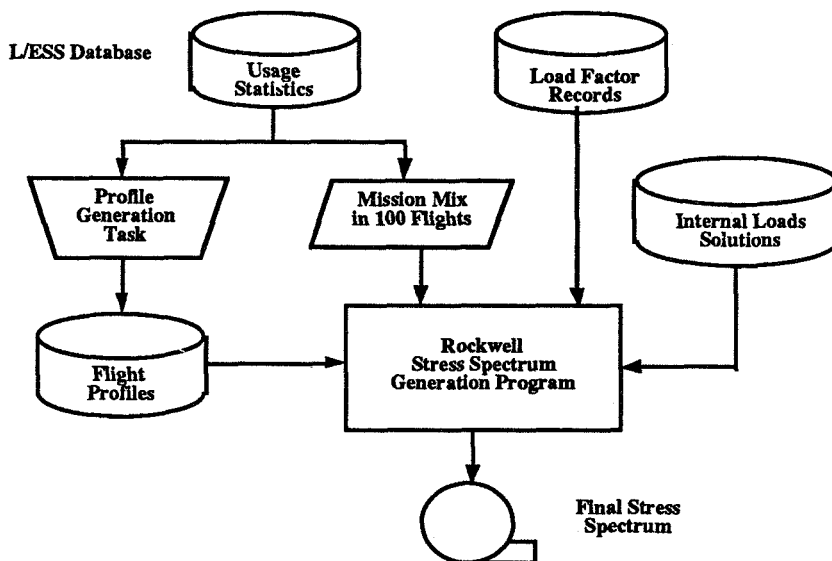 L/ESS Database
Usage
Statistics
Load Factor
Records
Profile
Generation
Task
Mission Mix
in 100 Flights
Internal Loads
Solutions
Flight
Profiles
Rockwell
Stress Spectrum
Generation Program
Final Stress
Spectrum